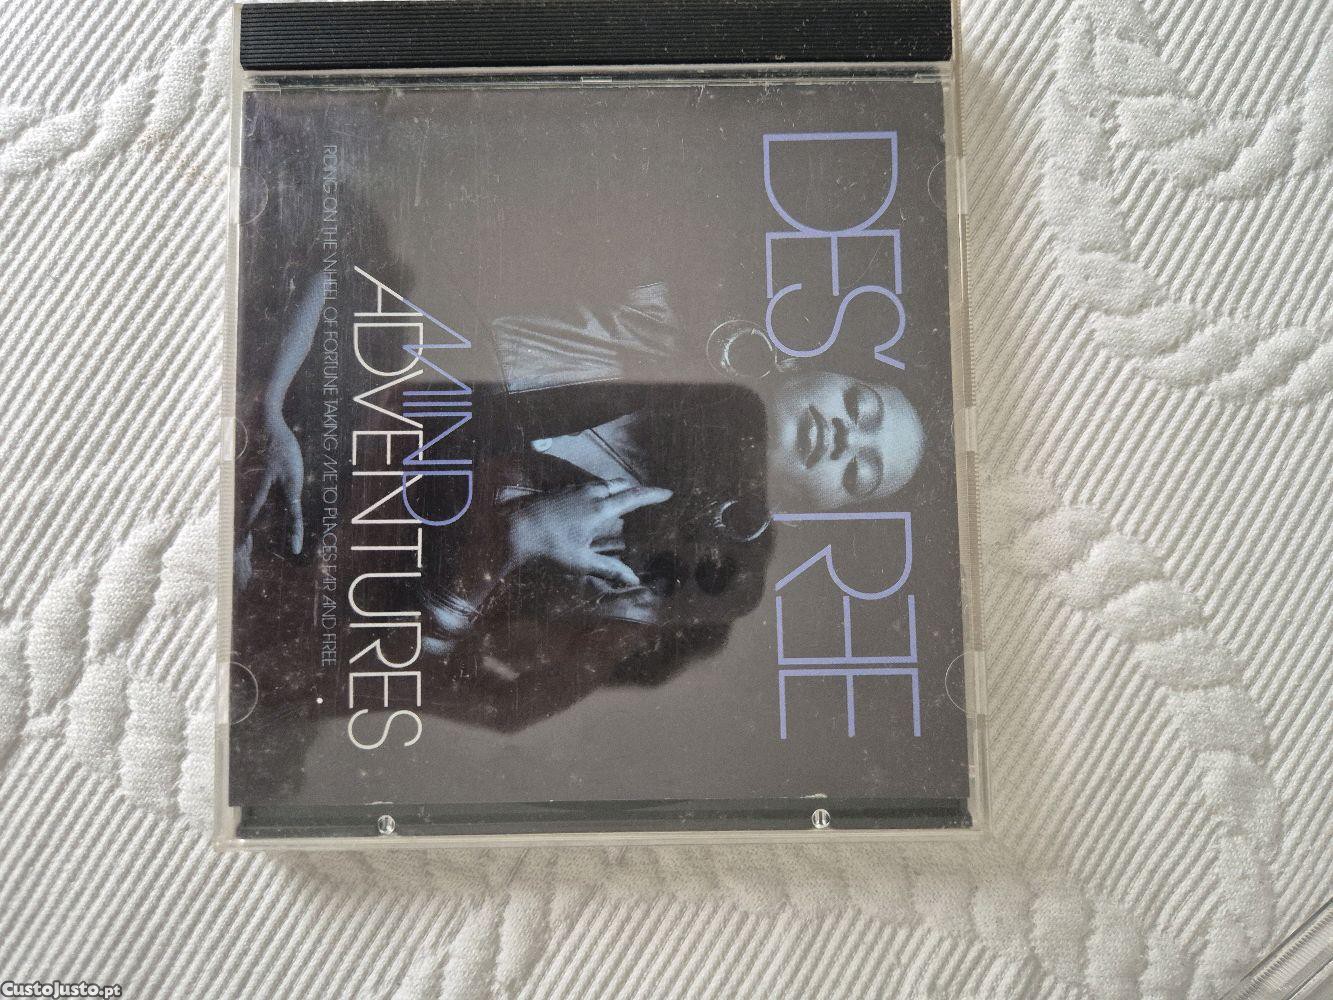 DES'REE
MIND
ADVENTURES
RIDING ON THE WHEEL OF FORTUNE TAKING ME TO PLACES FAR AND FREE
CustoJusto.pt